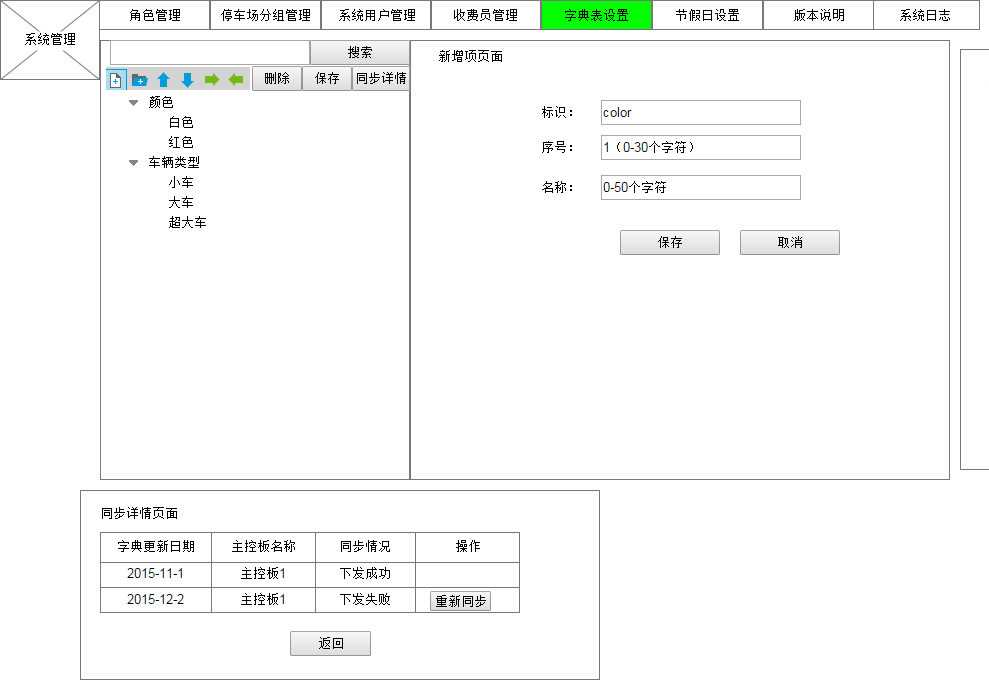 系统管理
角色管理 停车场分组管理 系统用户管理 收费员管理 字典表设置 节假日设置 版本说明 系统日志
搜索
删除 保存 同步详情
颜色
白色
红色
车辆类型
小车
大车
超大车
新增项页面
标识： color
序号： 1（0-30个字符）
名称： 0-50个字符
保存 取消
同步详情页面
字典更新日期 主控板名称 同步情况 操作
2015-11-1 主控板1 下发成功
2015-12-2 主控板1 下发失败 重新同步
返回